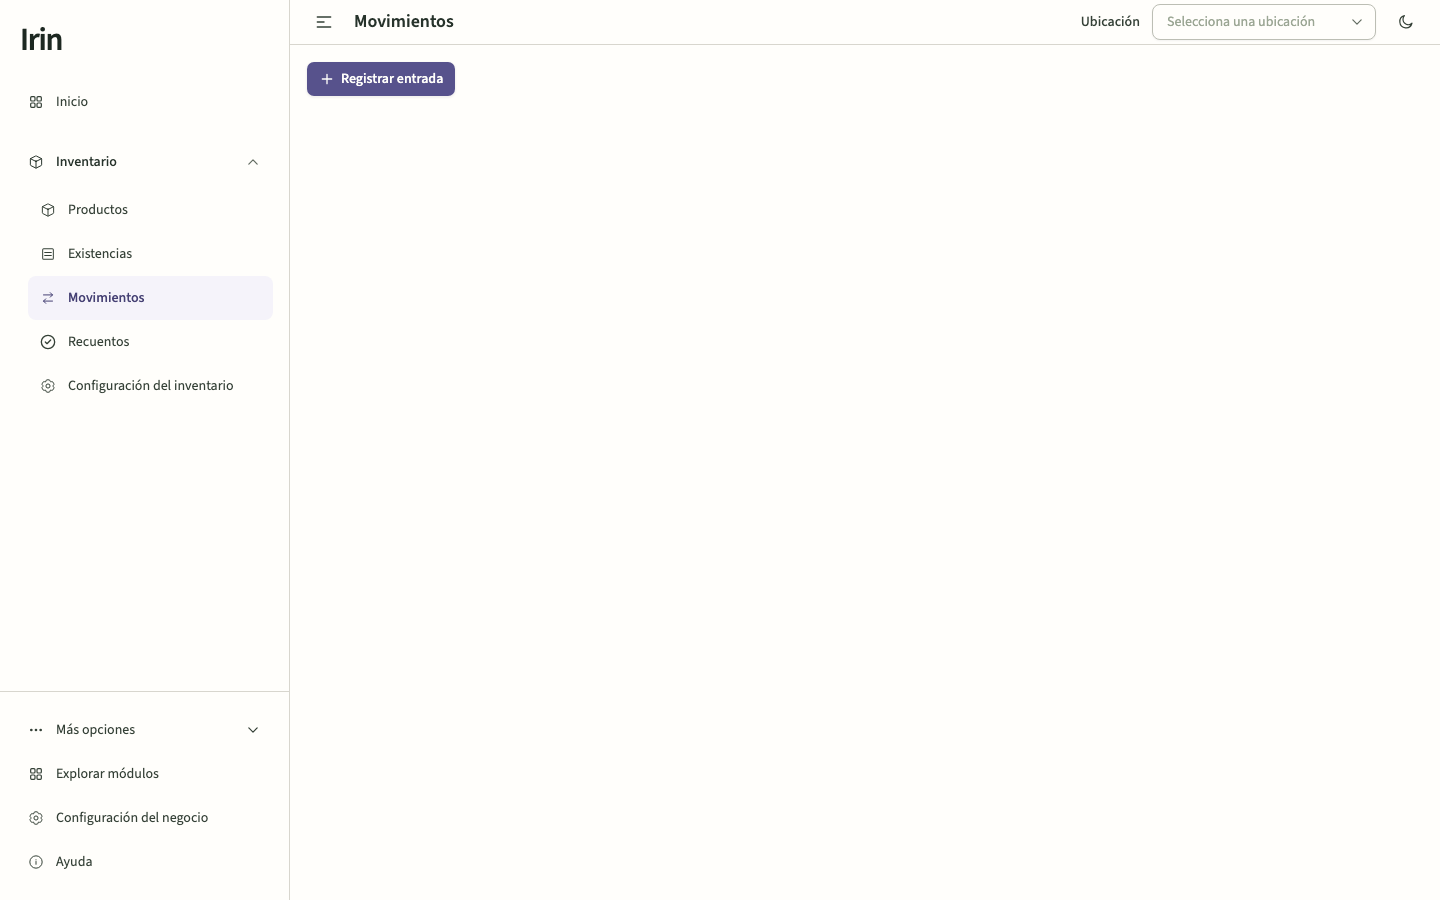 Irin
Inicio
Inventario
Productos
Existencias
Movimientos
Recuentos
Configuración del inventario
Más opciones
Explorar módulos
Configuración del negocio
Ayuda
Movimientos
Ubicación
Selecciona una ubicación
Registrar entrada